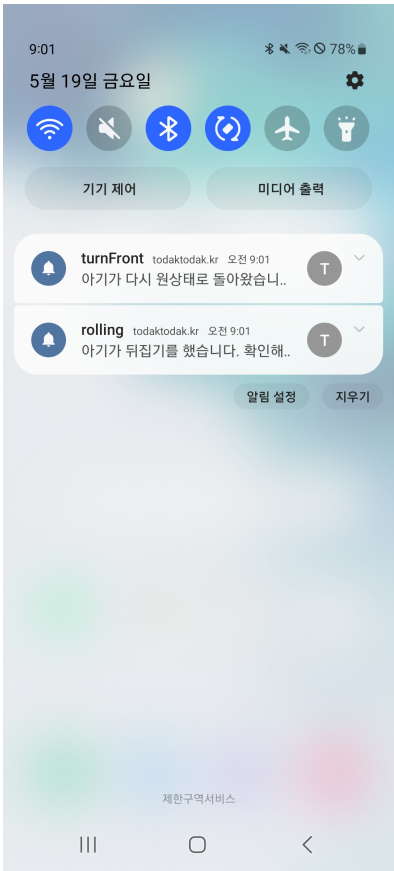 9:01
78%
5월 19일 금요일
기기 제어
미디어 출력
turnFront todaktodak.kr 오전 9:01
아기가 다시 원상태로 돌아왔습니..
T
rolling todaktodak.kr 오전 9:01
아기가 뒤집기를 했습니다. 확인해..
T
알림 설정
지우기
제한구역서비스